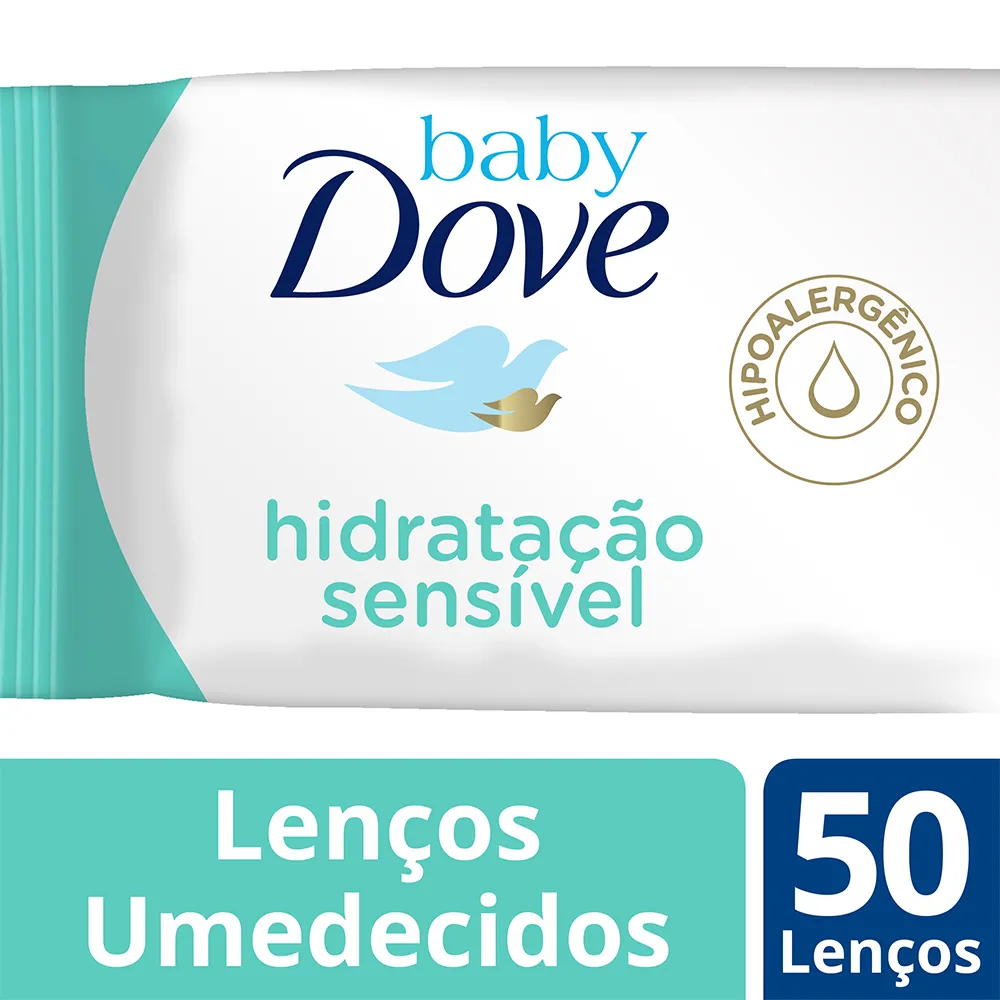 baby
Dove
HIPOALERGÊNICO
hidratação
sensível
Lenços
Umedecidos
50
Lenços